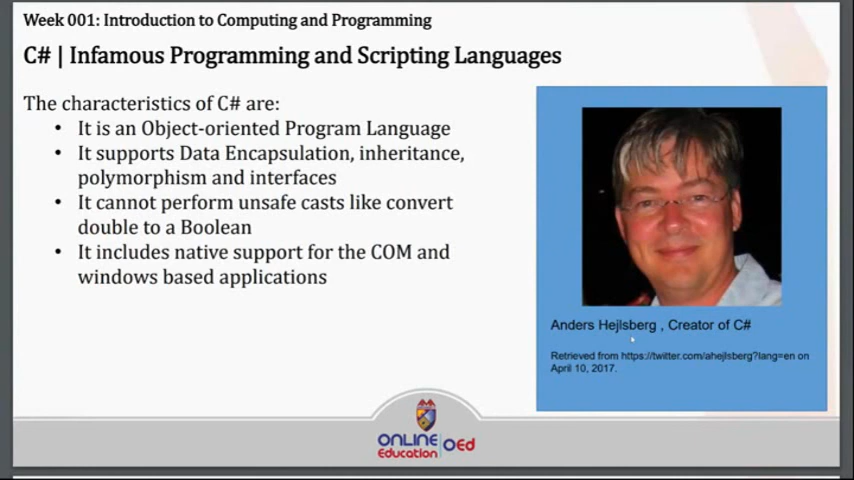 Week 001: Introduction to Computing and Programming
C# | Infamous Programming and Scripting Languages
The characteristics of C# are:
• It is an Object-oriented Program Language
• It supports Data Encapsulation, inheritance,
polymorphism and interfaces
• It cannot perform unsafe casts like convert
double to a Boolean
• It includes native support for the COM and
windows based applications
Anders Hejlsberg , Creator of C#
Retrieved from https://twitter.com/ahejlsberg?lang=en on
April 10, 2017.
ONLINE
Education
OEd